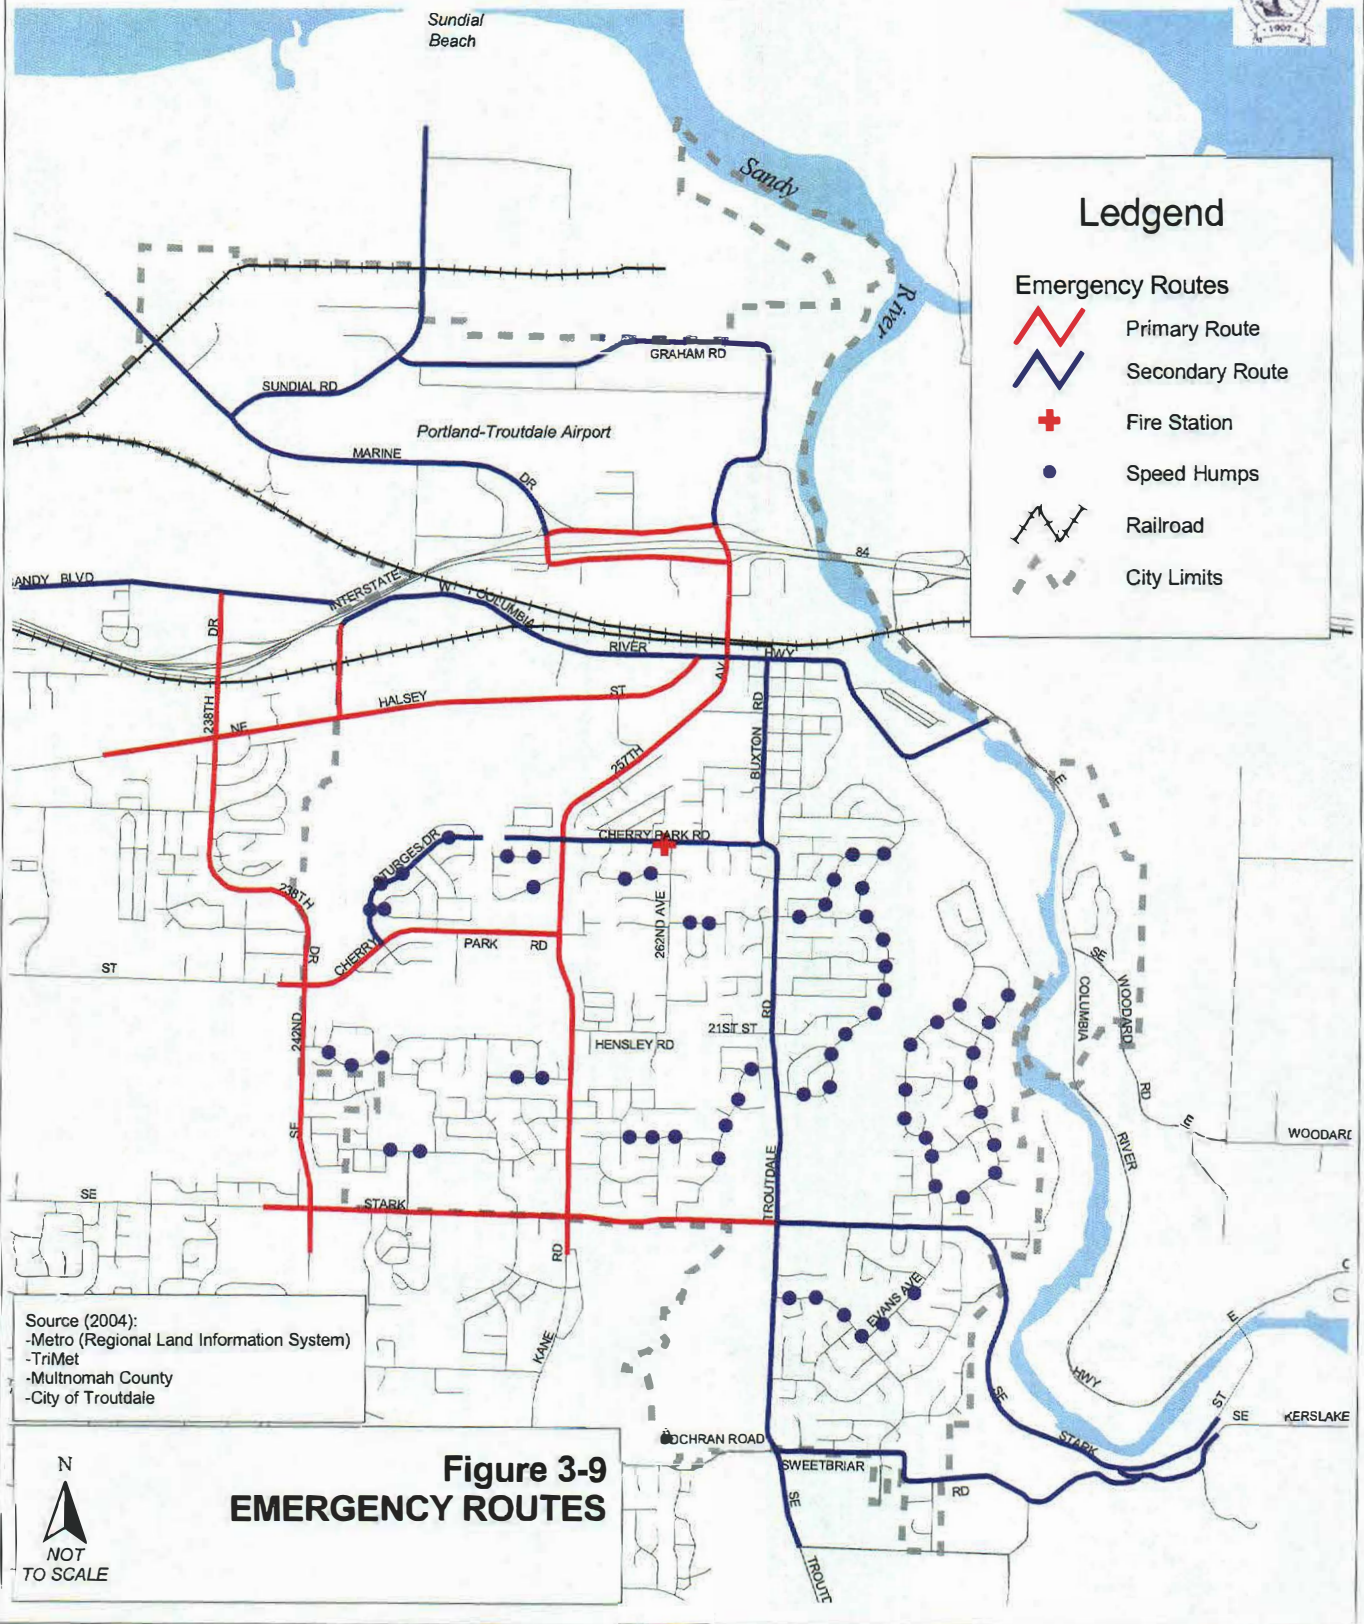 Sundial
Beach
1907
Sandy
River
Ledgend
Emergency Routes
Primary Route
Secondary Route
Fire Station
Speed Humps
Railroad
City Limits
GRAHAM RD
SUNDIAL RD
Portland-Troutdale Airport
MARINE
DR
84
ANDY BLVD
INTERSTATE
W
COLUMBIA
RIVER
HWY
DR
238TH
NE
HALSEY
ST
AV
257TH
BUXTON
RD
E
STURGES DR
CHERRY PARK RD
238TH
DR
CHERRY
PARK
RD
262ND AVE
ST
SE
WOODARD
COLUMBIA
RD
242ND
21ST ST
RD
HENSLEY RD
SE
RIVER
E
WOODARD
TROUTDALE
SE
STARK
RD
EVANS AVE
KANE
E
HWY
SE
STARK
ST
SE
KERSLAKE
Source (2004):
-Metro (Regional Land Information System)
-TriMet
-Multnomah County
-City of Troutdale
COCHRAN ROAD
SWEETBRIAR
RD
SE
TROUTD
N
NOT
TO SCALE
Figure 3-9
EMERGENCY ROUTES